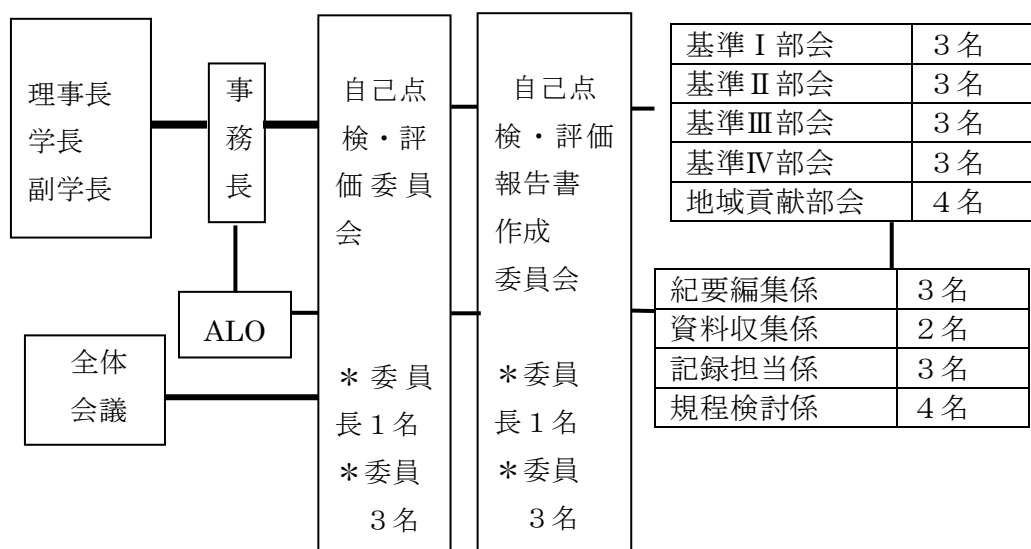 理事長
学長
副学長
事
務
長
ALO
全体
会議
自己点
検・評
価委員
会
＊委員
長１名
＊委員
３名
自己点
検・評価
報告書
作成
委員会
＊委員
長１名
＊委員
３名
基準Ⅰ部会 ３名
基準Ⅱ部会 ３名
基準Ⅲ部会 ３名
基準Ⅳ部会 ３名
地域貢献部会 ４名
紀要編集係 ３名
資料収集係 ２名
記録担当係 ３名
規程検討係 ４名